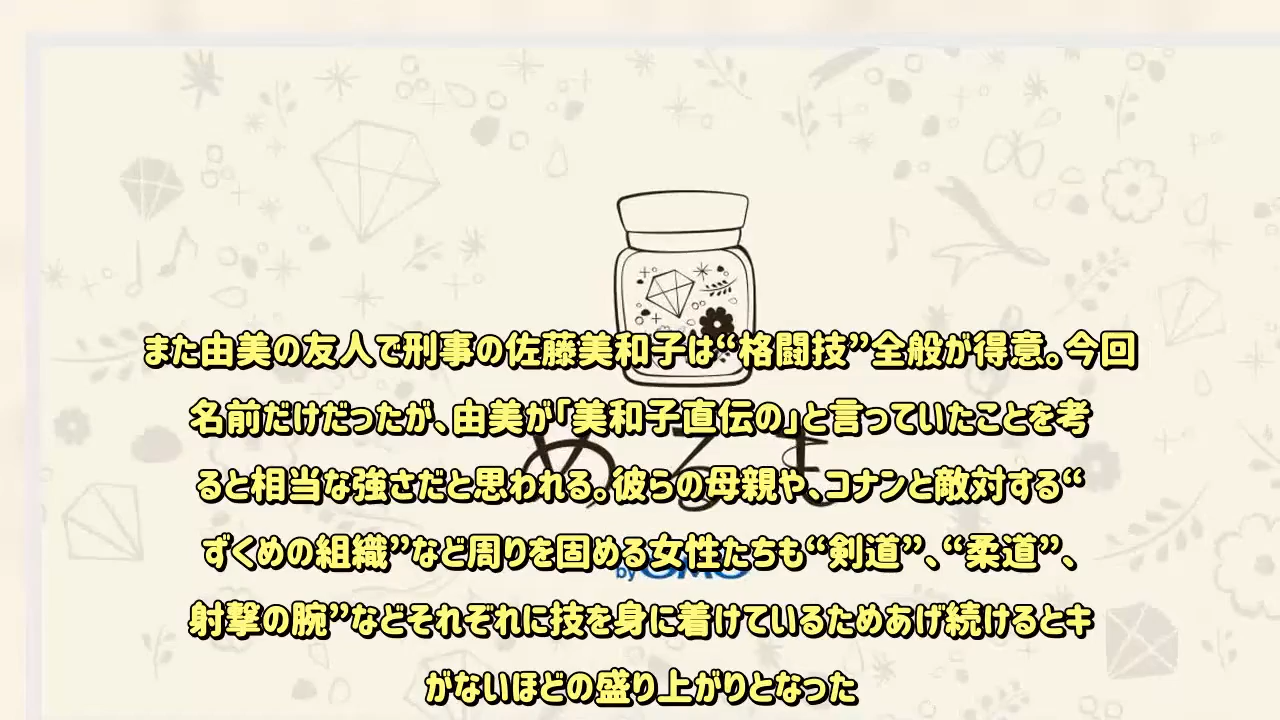 また由美の友人で刑事の佐藤美和子は“格闘技”全般が得意。今回
名前だけだったが、由美が「美和子直伝の」と言っていたことを考
ると相当な強さだと思われる。彼らの母親や、コナンと敵対する“
ずくめの組織”など周りを固める女性たちも“剣道”、“柔道”、
射撃の腕”などそれぞれに技を身に着けているためあげ続けるとキ
がないほどの盛り上がりとなった
める も
by GMO